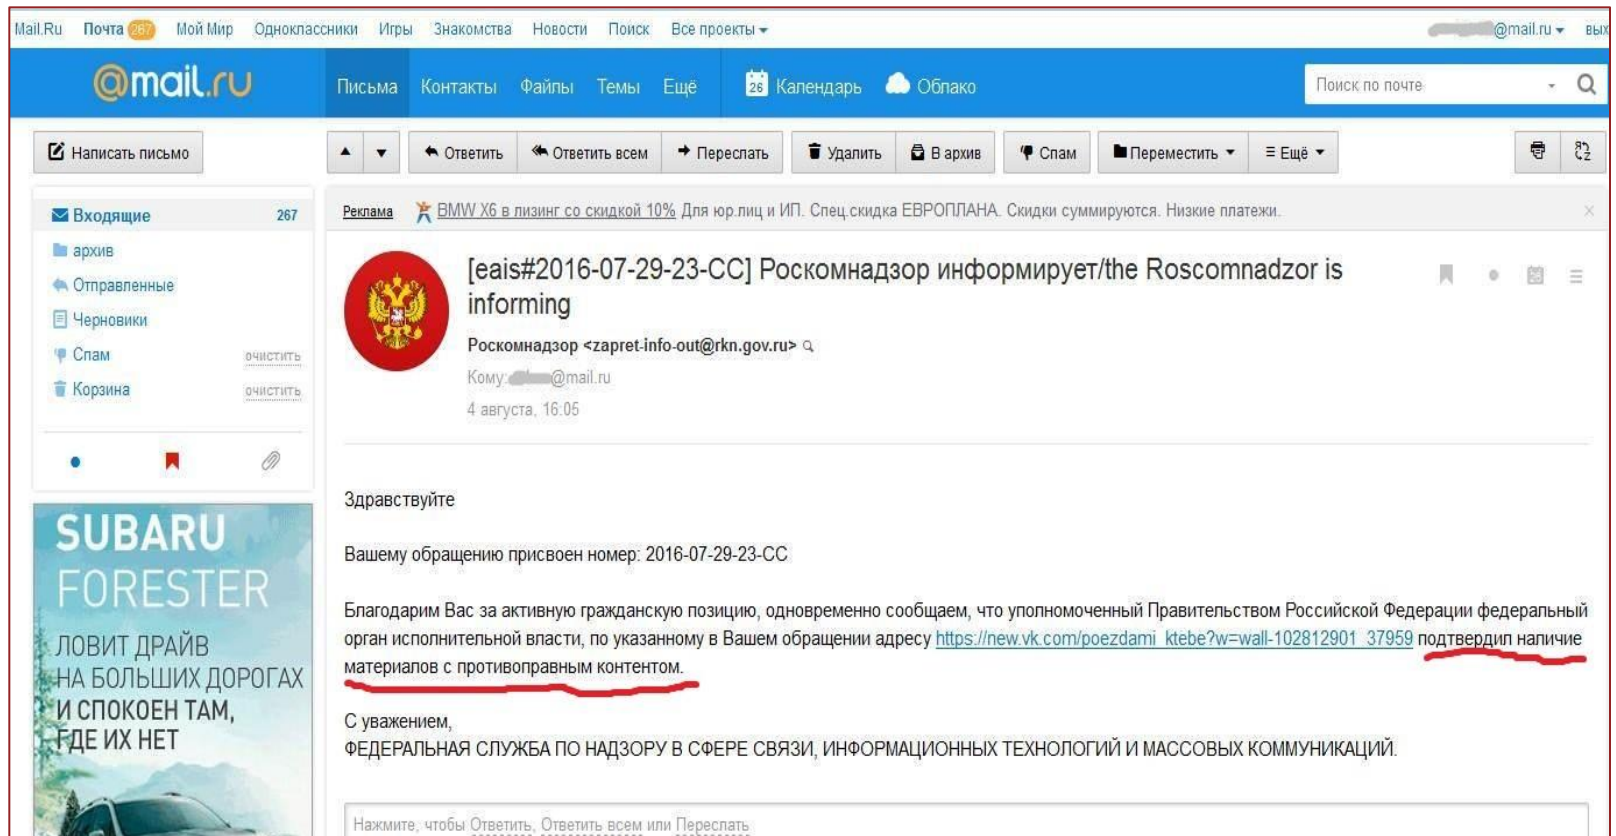 Mail.Ru Почта 267 Мой Мир Одноклассники Игры Знакомства Новости Поиск Все проекты @mail.ru вых
@mail.ru Письма Контакты Файлы Темы Ещё 26 Календарь Облако Поиск по почте
Написать письмо Ответить Ответить всем Переслать Удалить В архив Спам Переместить Ещё
Входящие 267
архив
Отправленные
Черновики
Спам очистить
Корзина очистить
Реклама BMW X6 в лизинг со скидкой 10% Для юр.лиц и ИП. Спец.скидка ЕВРОПЛАНА. Скидки суммируются. Низкие платежи.
[eais#2016-07-29-23-СС] Роскомнадзор информирует/the Roscomnadzor is
informing
Роскомнадзор <zapret-info-out@rkn.gov.ru>
Кому: @mail.ru
4 августа, 16:05
Здравствуйте
Вашему обращению присвоен номер: 2016-07-29-23-СС
Благодарим Вас за активную гражданскую позицию, одновременно сообщаем, что уполномоченный Правительством Российской Федерации федеральный
орган исполнительной власти, по указанному в Вашем обращении адресу https://new.vk.com/poezdami_ktebe?w=wall-102812901_37959 подтвердил наличие
материалов с противоправным контентом.
С уважением,
ФЕДЕРАЛЬНАЯ СЛУЖБА ПО НАДЗОРУ В СФЕРЕ СВЯЗИ, ИНФОРМАЦИОННЫХ ТЕХНОЛОГИЙ И МАССОВЫХ КОММУНИКАЦИЙ.
Нажмите, чтобы Ответить, Ответить всем или Переслать
SUBARU
FORESTER
ЛОВИТ ДРАЙВ
НА БОЛЬШИХ ДОРОГАХ
И СПОКОЕН ТАМ,
ГДЕ ИХ НЕТ